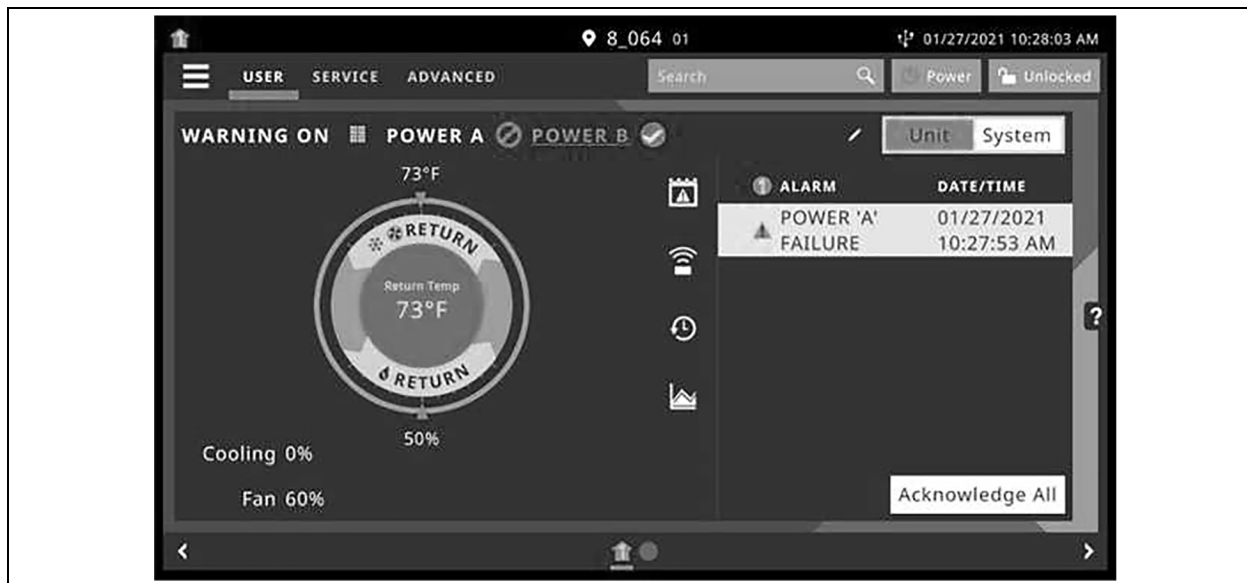 8_064 01
01/27/2021 10:28:03 AM
USER SERVICE ADVANCED
Search
Power
Unlocked
WARNING ON POWER A POWER B
Unit System
73°F
RETURN
Return Temp
73°F
RETURN
50%
Cooling 0%
Fan 60%
1 ALARM DATE/TIME
POWER 'A' 01/27/2021
FAILURE 10:27:53 AM
?
Acknowledge All